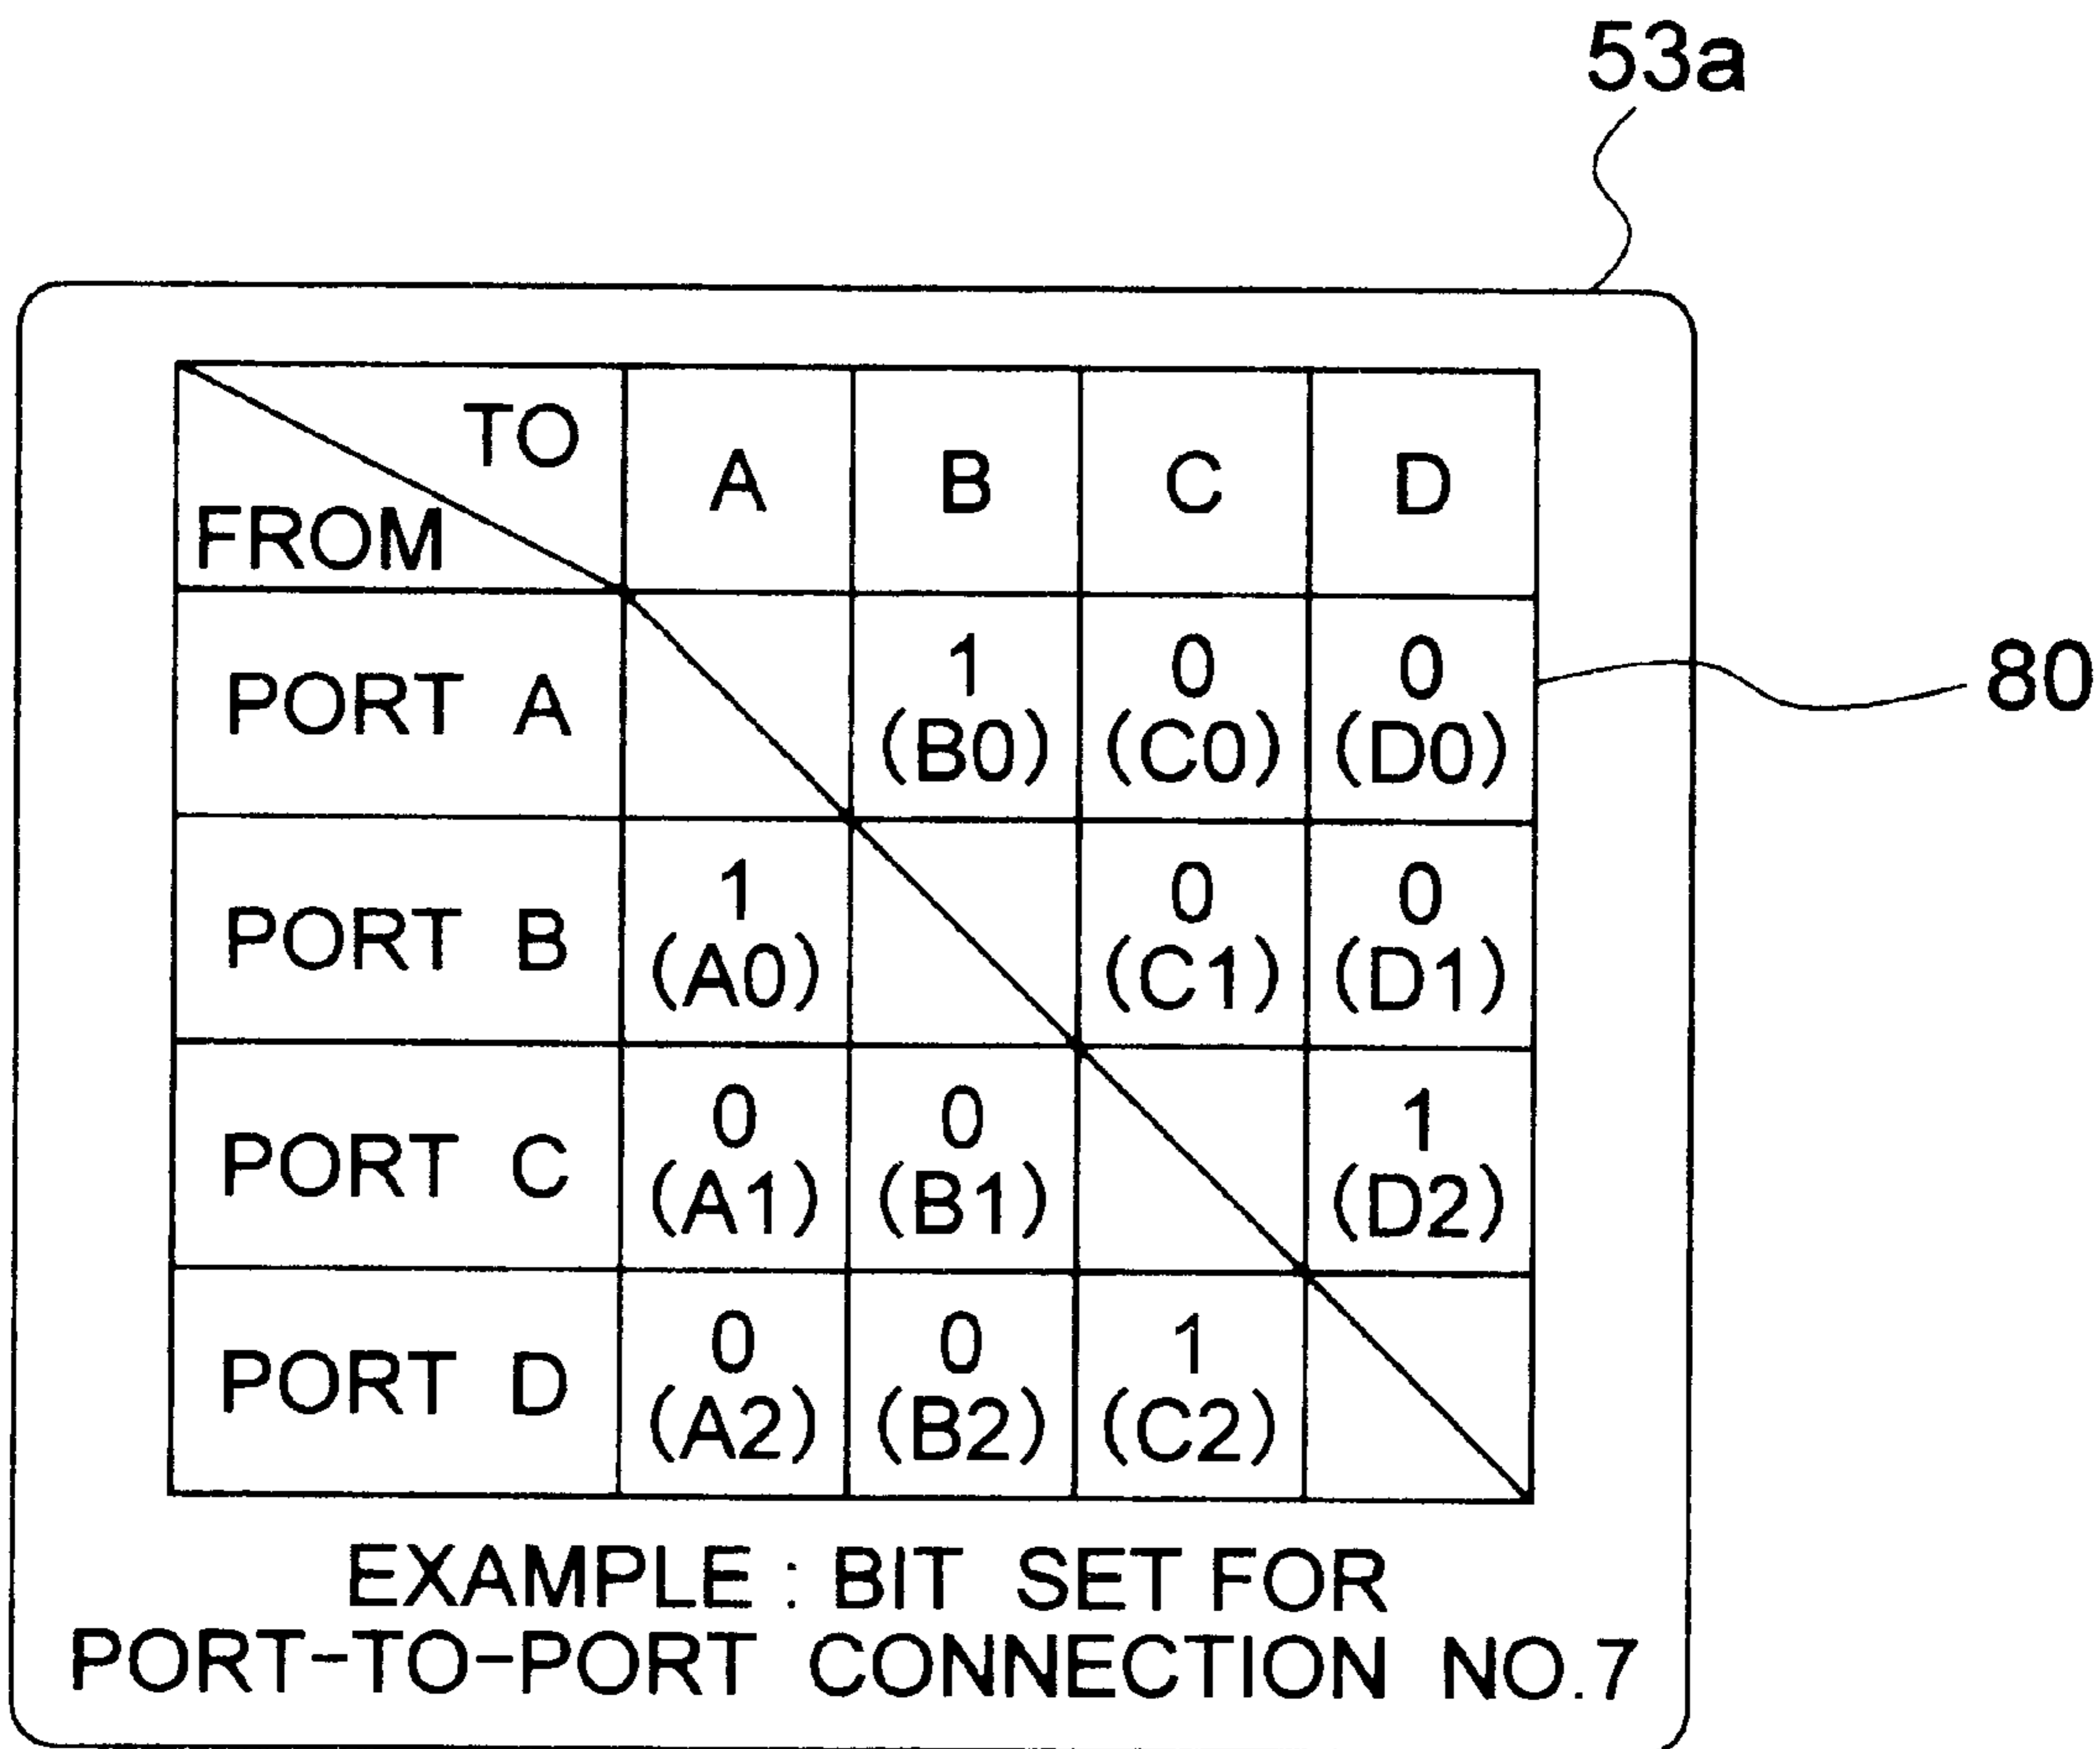 53a
TO A B C D
FROM
PORT A 1 0 0
(B0) (C0) (D0)
80
PORT B 1 0 0
(A0) (C1) (D1)
PORT C 0 0 1
(A1) (B1) (D2)
PORT D 0 0 1
(A2) (B2) (C2)
EXAMPLE : BIT SET FOR
PORT-TO-PORT CONNECTION NO.7